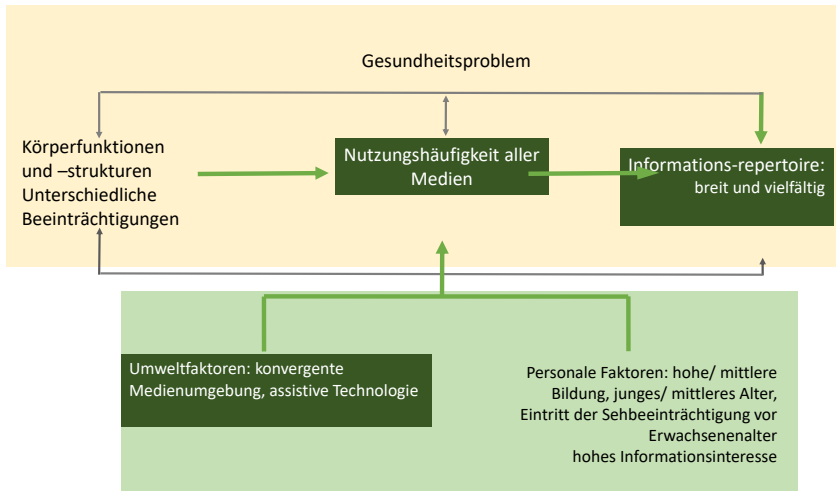 Gesundheitsproblem
Körperfunktionen
und –strukturen
Unterschiedliche
Beeinträchtigungen
Nutzungshäufigkeit aller
Medien
Informations-repertoire:
breit und vielfältig
Umweltfaktoren: konvergente
Medienumgebung, assistive Technologie
Personale Faktoren: hohe/ mittlere
Bildung, junges/ mittleres Alter,
Eintritt der Sehbeeinträchtigung vor
Erwachsenenalter
hohes Informationsinteresse